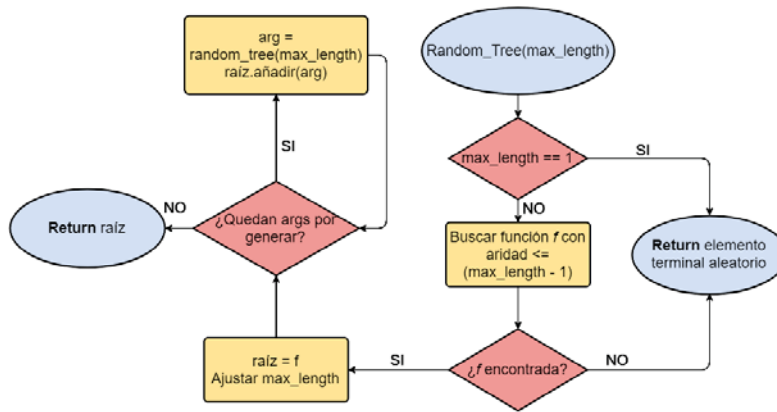 Random_Tree(max_length)
max_length == 1
SI
NO
Buscar función f con
aridad <=
(max_length - 1)
Return elemento
terminal aleatorio
¿f encontrada?
NO
SI
raíz = f
Ajustar max_length
¿Quedan args por
generar?
SI
NO
arg =
random_tree(max_length)
raíz.añadir(arg)
Return raíz